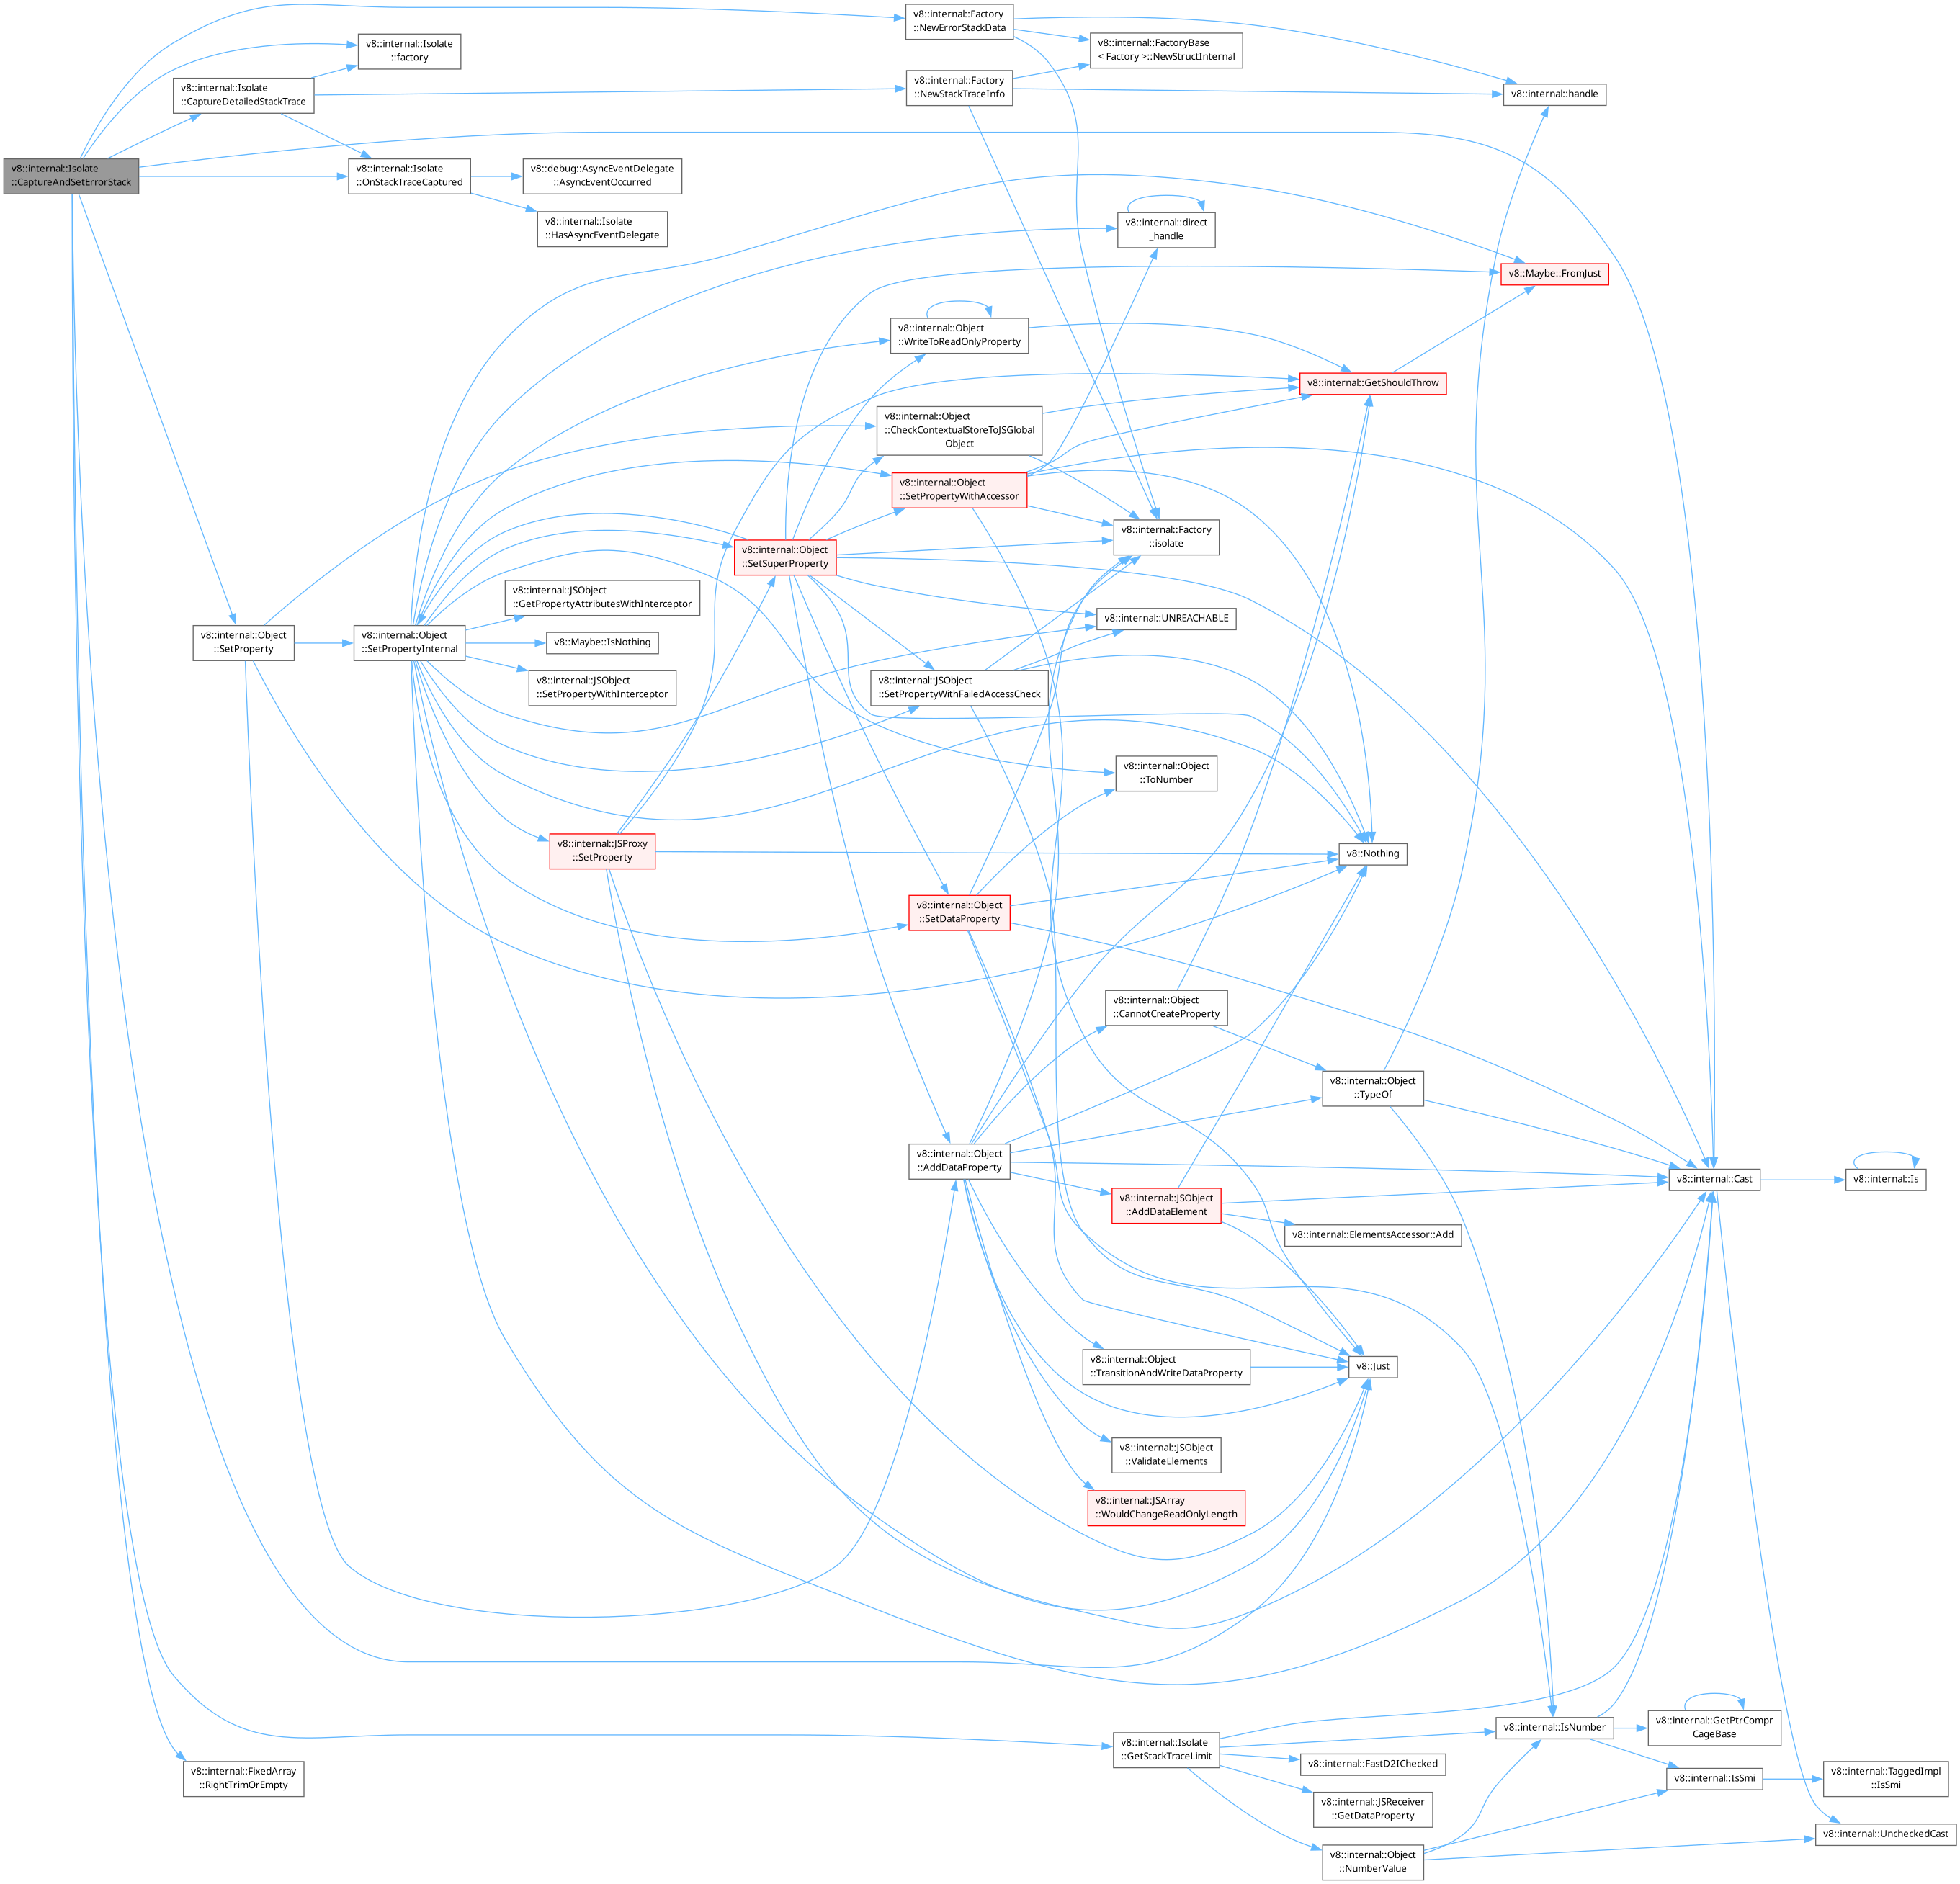 v8::internal::Isolate
::CaptureAndSetErrorStack
v8::internal::Isolate
::factory
v8::internal::Isolate
::CaptureDetailedStackTrace
v8::internal::Isolate
::OnStackTraceCaptured
v8::debug::AsyncEventDelegate
::AsyncEventOccurred
v8::internal::Isolate
::HasAsyncEventDelegate
v8::internal::Factory
::NewErrorStackData
v8::internal::Factory
::NewStackTraceInfo
v8::internal::FactoryBase
< Factory >::NewStructInternal
v8::internal::handle
v8::internal::direct
_handle
v8::Maybe::FromJust
v8::internal::Object
::WriteToReadOnlyProperty
v8::internal::GetShouldThrow
v8::internal::Object
::CheckContextualStoreToJSGlobal
Object
v8::internal::Object
::SetPropertyWithAccessor
v8::internal::Factory
::isolate
v8::internal::Object
::SetSuperProperty
v8::internal::JSObject
::GetPropertyAttributesWithInterceptor
v8::internal::UNREACHABLE
v8::internal::Object
::SetProperty
v8::internal::Object
::SetPropertyInternal
v8::Maybe::IsNothing
v8::internal::JSObject
::SetPropertyWithInterceptor
v8::internal::JSObject
::SetPropertyWithFailedAccessCheck
v8::internal::Object
::ToNumber
v8::internal::JSProxy
::SetProperty
v8::Nothing
v8::internal::Object
::SetDataProperty
v8::internal::Object
::CannotCreateProperty
v8::internal::Object
::TypeOf
v8::internal::Object
::AddDataProperty
v8::internal::Cast
v8::internal::Is
v8::internal::JSObject
::AddDataElement
v8::internal::ElementsAccessor::Add
v8::internal::Object
::TransitionAndWriteDataProperty
v8::Just
v8::internal::JSObject
::ValidateElements
v8::internal::JSArray
::WouldChangeReadOnlyLength
v8::internal::Isolate
::GetStackTraceLimit
v8::internal::IsNumber
v8::internal::GetPtrCompr
CageBase
v8::internal::FastD2IChecked
v8::internal::IsSmi
v8::internal::TaggedImpl
::IsSmi
v8::internal::FixedArray
::RightTrimOrEmpty
v8::internal::JSReceiver
::GetDataProperty
v8::internal::UncheckedCast
v8::internal::Object
::NumberValue